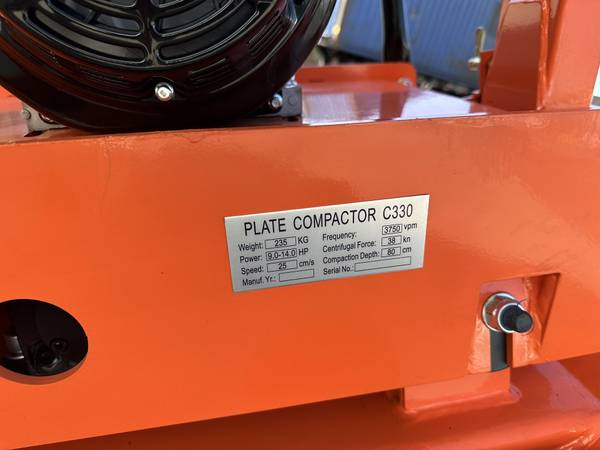 PLATE COMPACTOR C330
Weight: 235 KG Frequency: 3750 vpm
Power: 9.0-14.0 HP Centrifugal Force: 38 kn
Speed: 25 cm/s Compaction Depth: 80 cm
Manuf. Yr.: Serial No.: